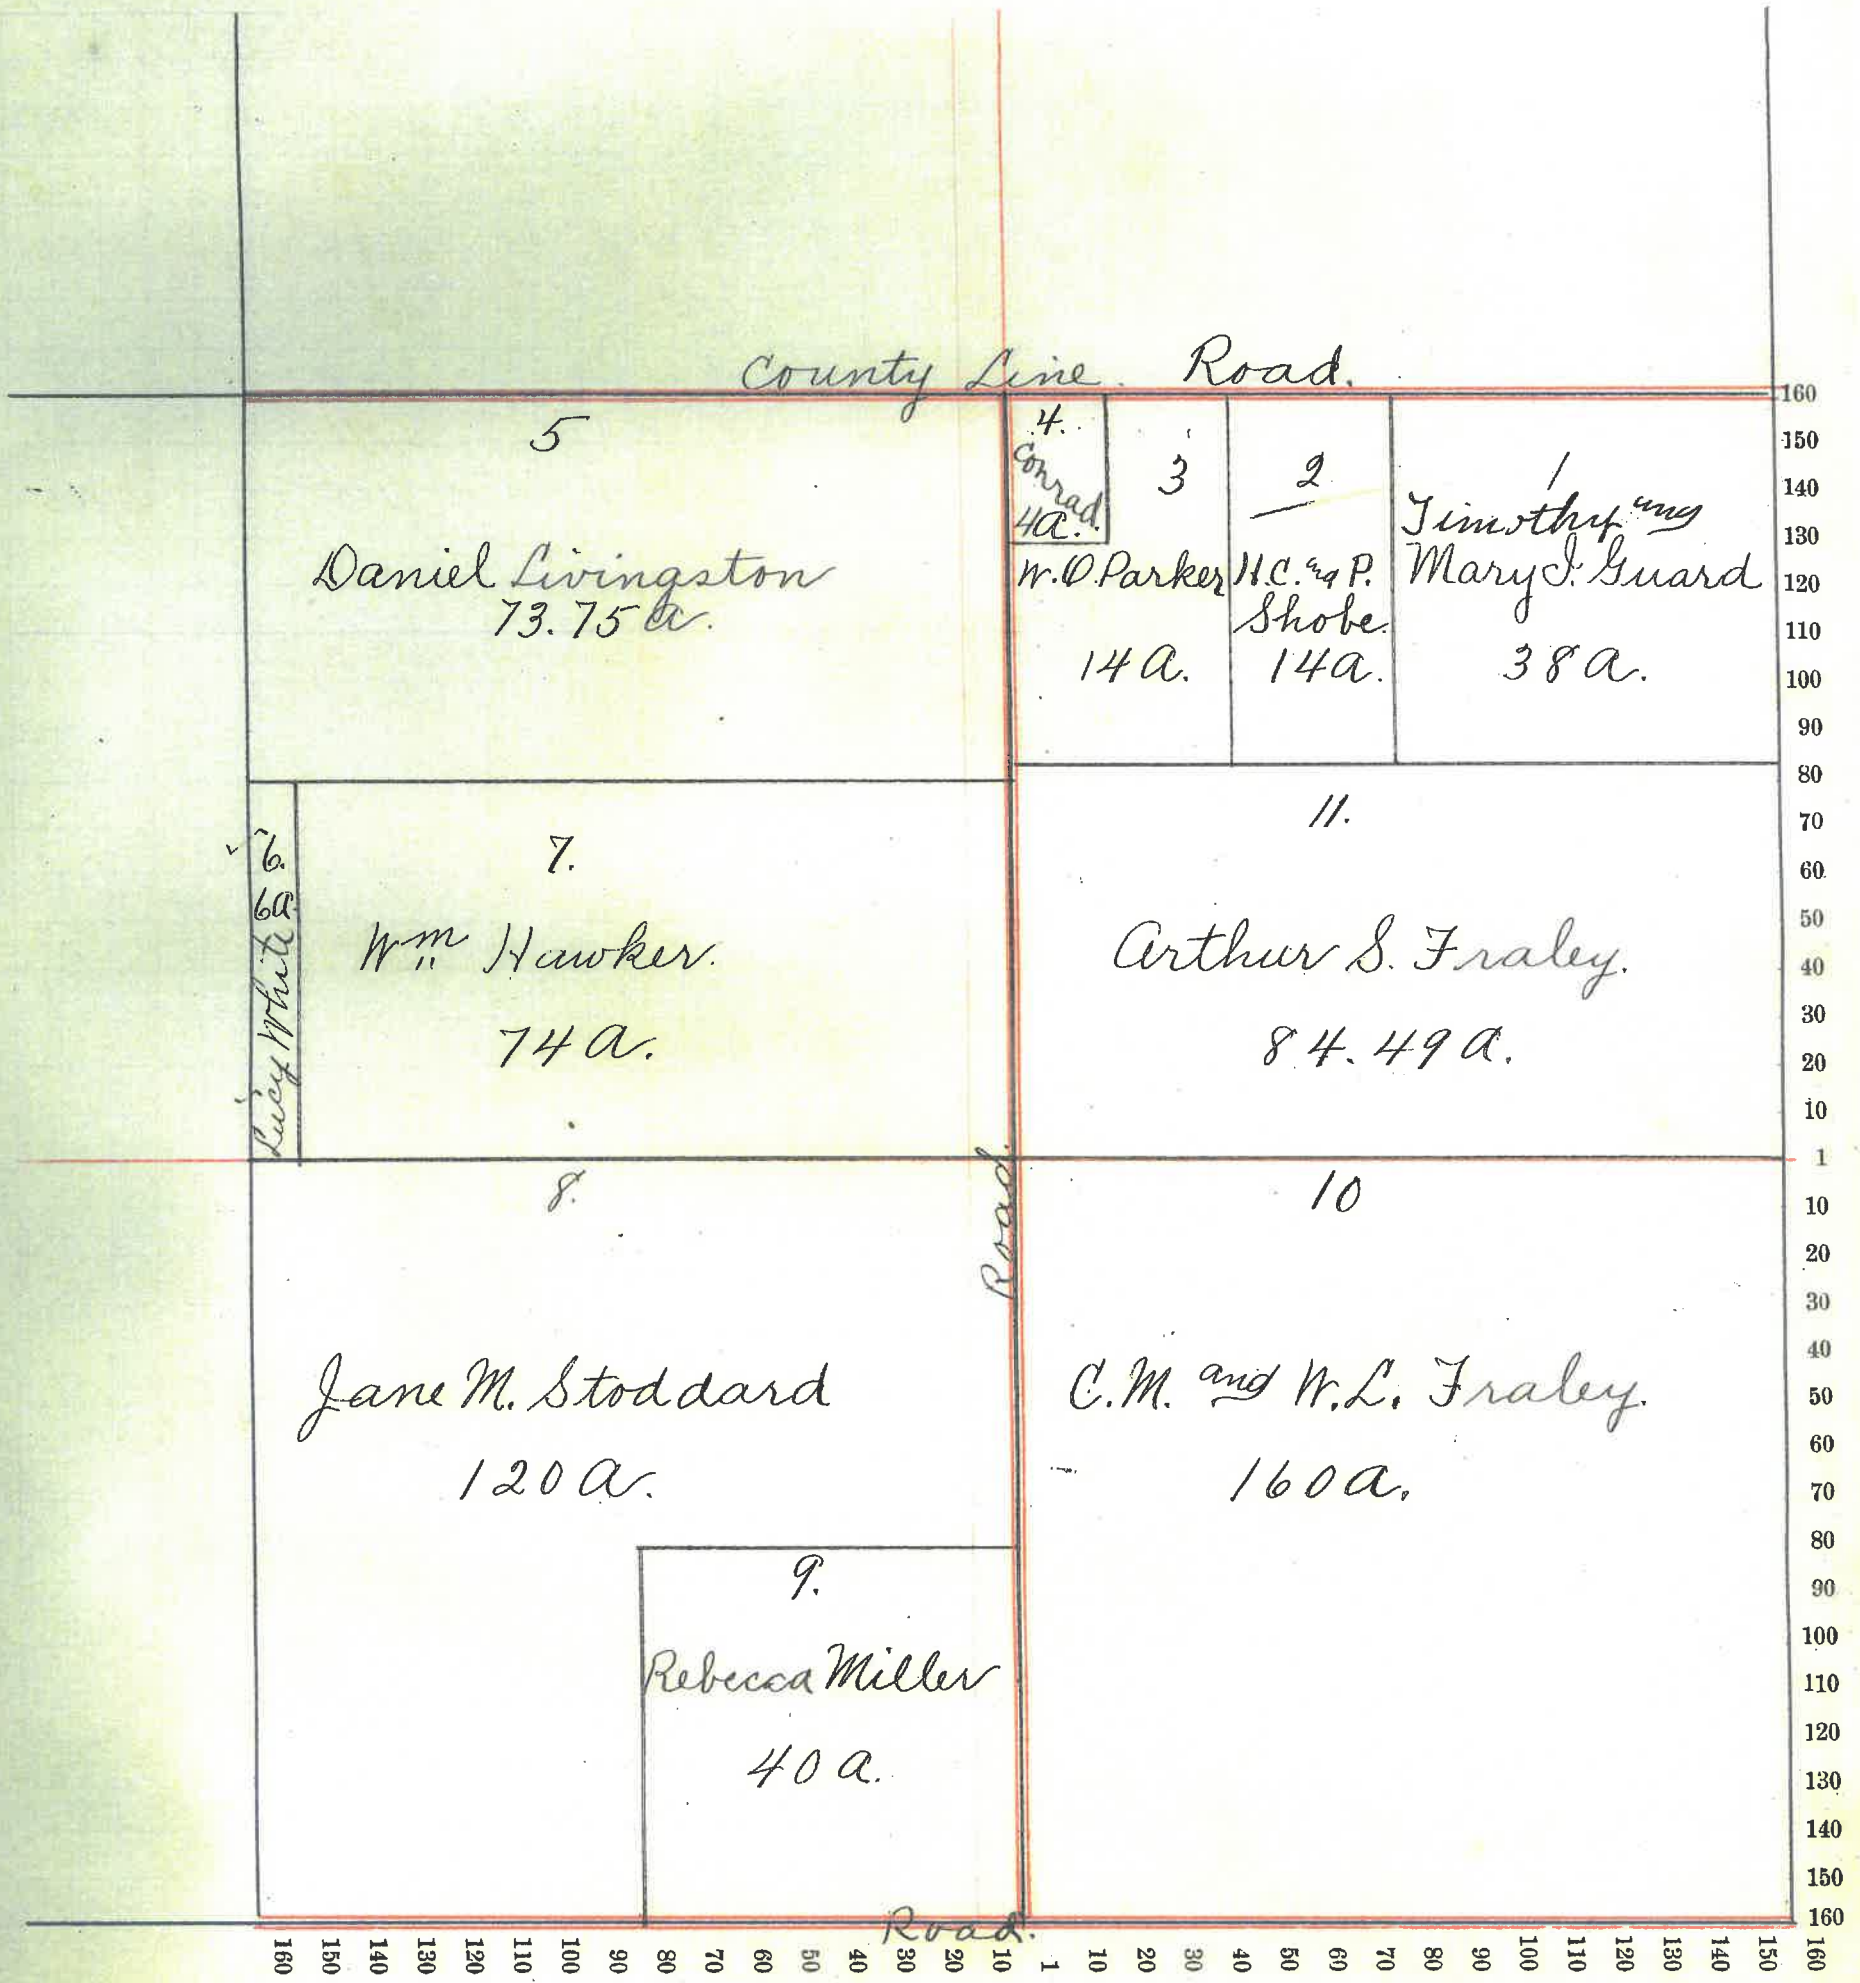 County Line Road.
5
Daniel Livingston
73.75 a.
4.
Conrad
4a.
3
W.O. Parker
14 a.
2
H.C. and P.
Shobe.
14 a.
1
Timothy and
Mary J. Guard
38 a.
6.
6a.
Lucy White
7.
Wm Hawker.
74 a.
11.
Arthur S. Fraley.
84.49 a.
8.
Jane M. Stoddard
120 a.
Road.
10
C.M. and W.L. Fraley.
160 a.
9.
Rebecca Miller
40 a.
Road.
160
150
140
130
120
110
100
90
80
70
60
50
40
30
20
10
1
10
20
30
40
50
60
70
80
90
100
110
120
130
140
150
160
160 150 140 130 120 110 100 90 80 70 60 50 40 30 20 10 1 10 20 30 40 50 60 70 80 90 100 110 120 130 140 150 160